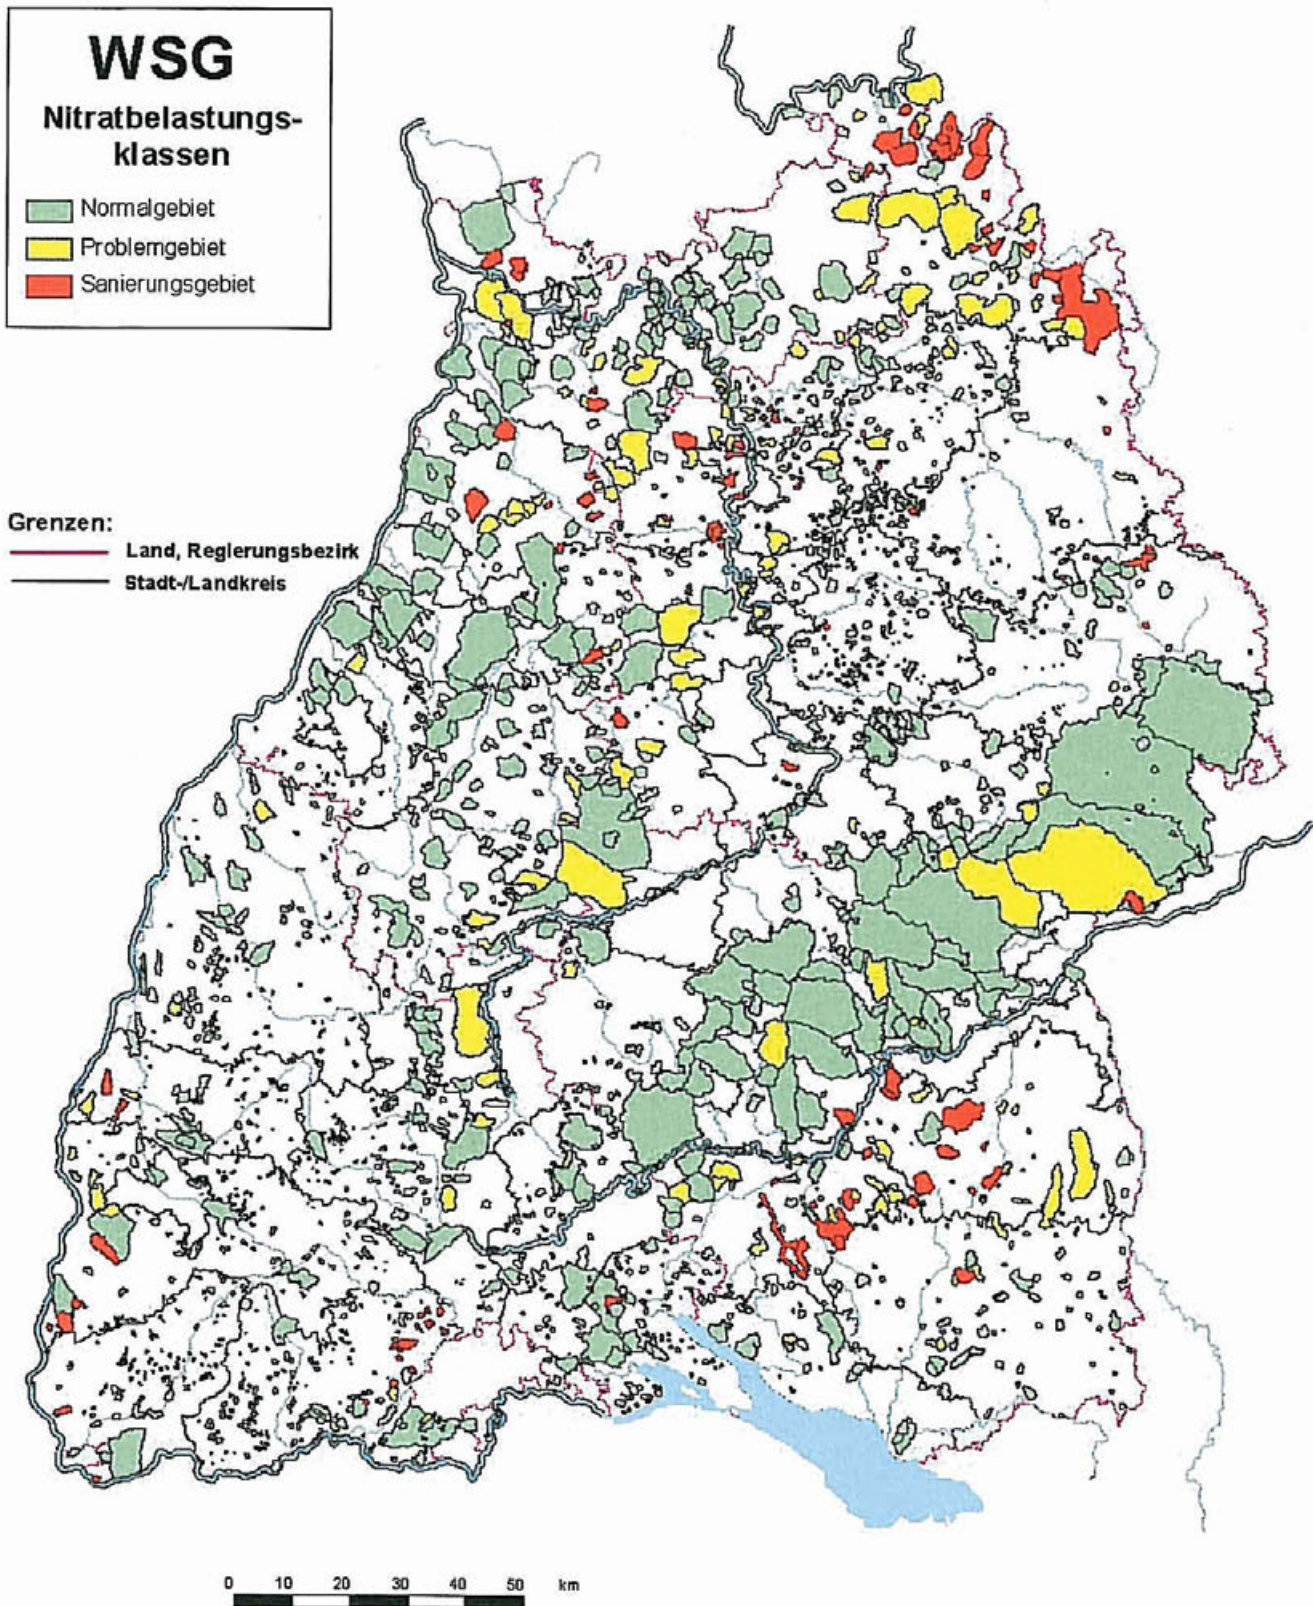 WSG
Nitratbelastungs-
klassen
Normalgebiet
Problemgebiet
Sanierungsgebiet
Grenzen:
Land, Regierungsbezirk
Stadt-/Landkreis
0 10 20 30 40 50 km